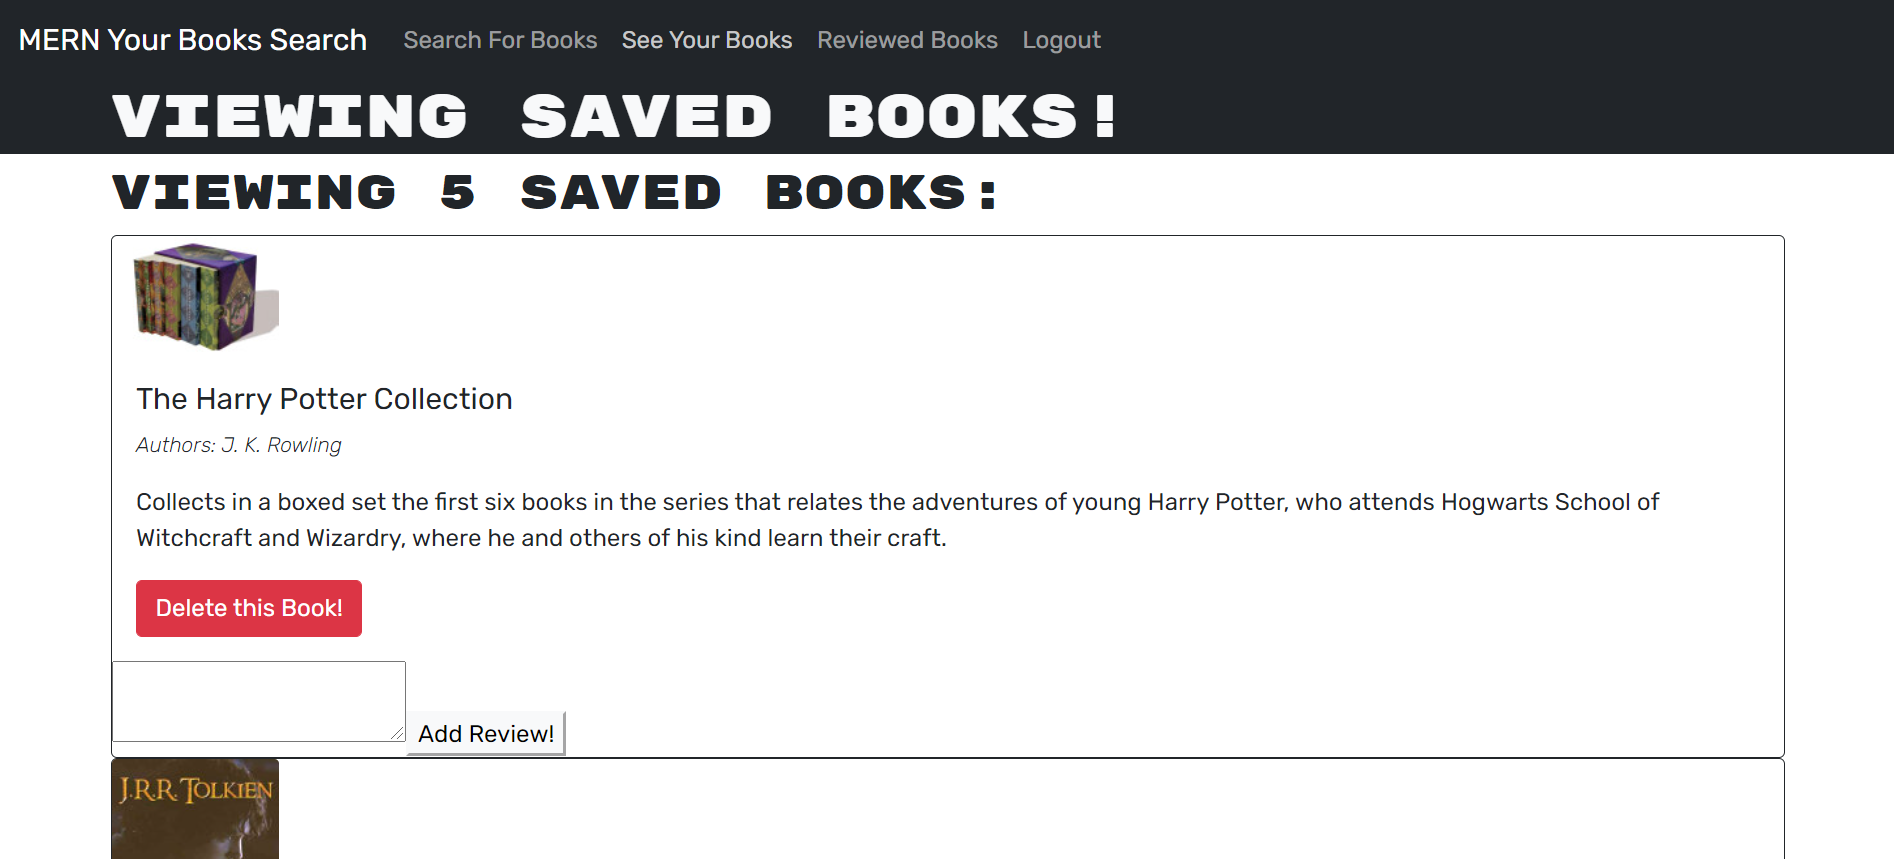 MERN Your Books Search Search For Books See Your Books Reviewed Books Logout
VIEWING SAVED BOOKS!
VIEWING 5 SAVED BOOKS:
The Harry Potter Collection
Authors: J. K. Rowling
Collects in a boxed set the first six books in the series that relates the adventures of young Harry Potter, who attends Hogwarts School of
Witchcraft and Wizardry, where he and others of his kind learn their craft.
Delete this Book!
Add Review!
J.R.R. TOLKIEN